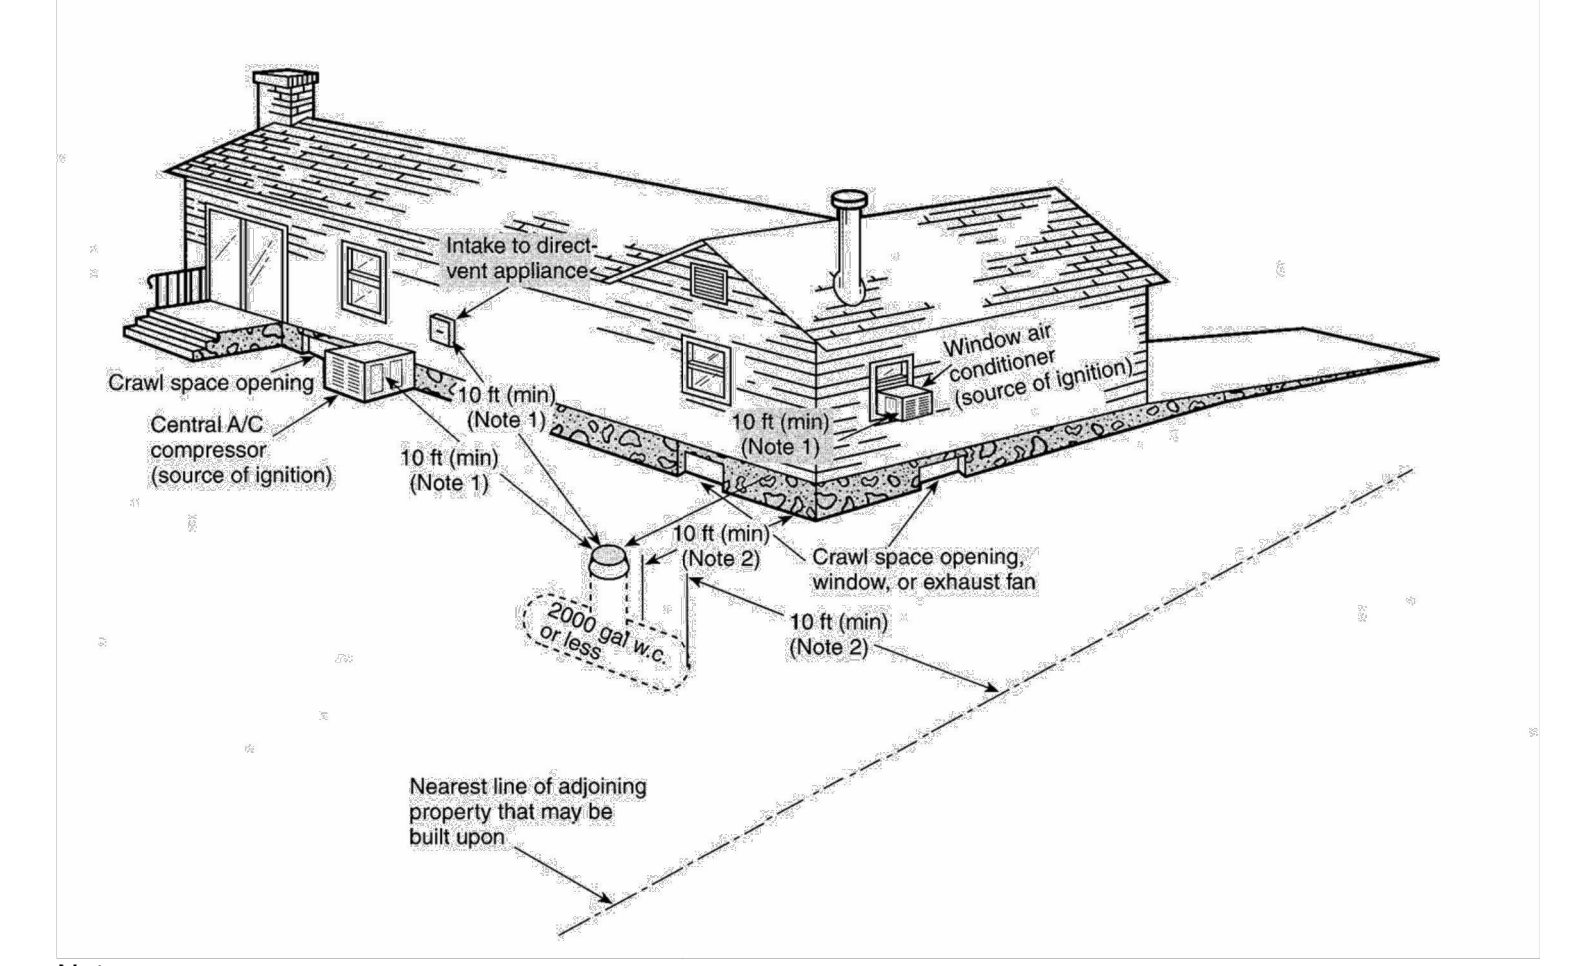 Intake to direct-
vent appliance
Window air
conditioner
(source of ignition)
Crawl space opening
Central A/C
compressor
(source of ignition)
10 ft (min)
(Note 1)
10 ft (min)
(Note 1)
10 ft (min)
(Note 1)
10 ft (min)
(Note 2)
Crawl space opening,
window, or exhaust fan
2000 gal w.c.
or less
10 ft (min)
(Note 2)
Nearest line of adjoining
property that may be
built upon